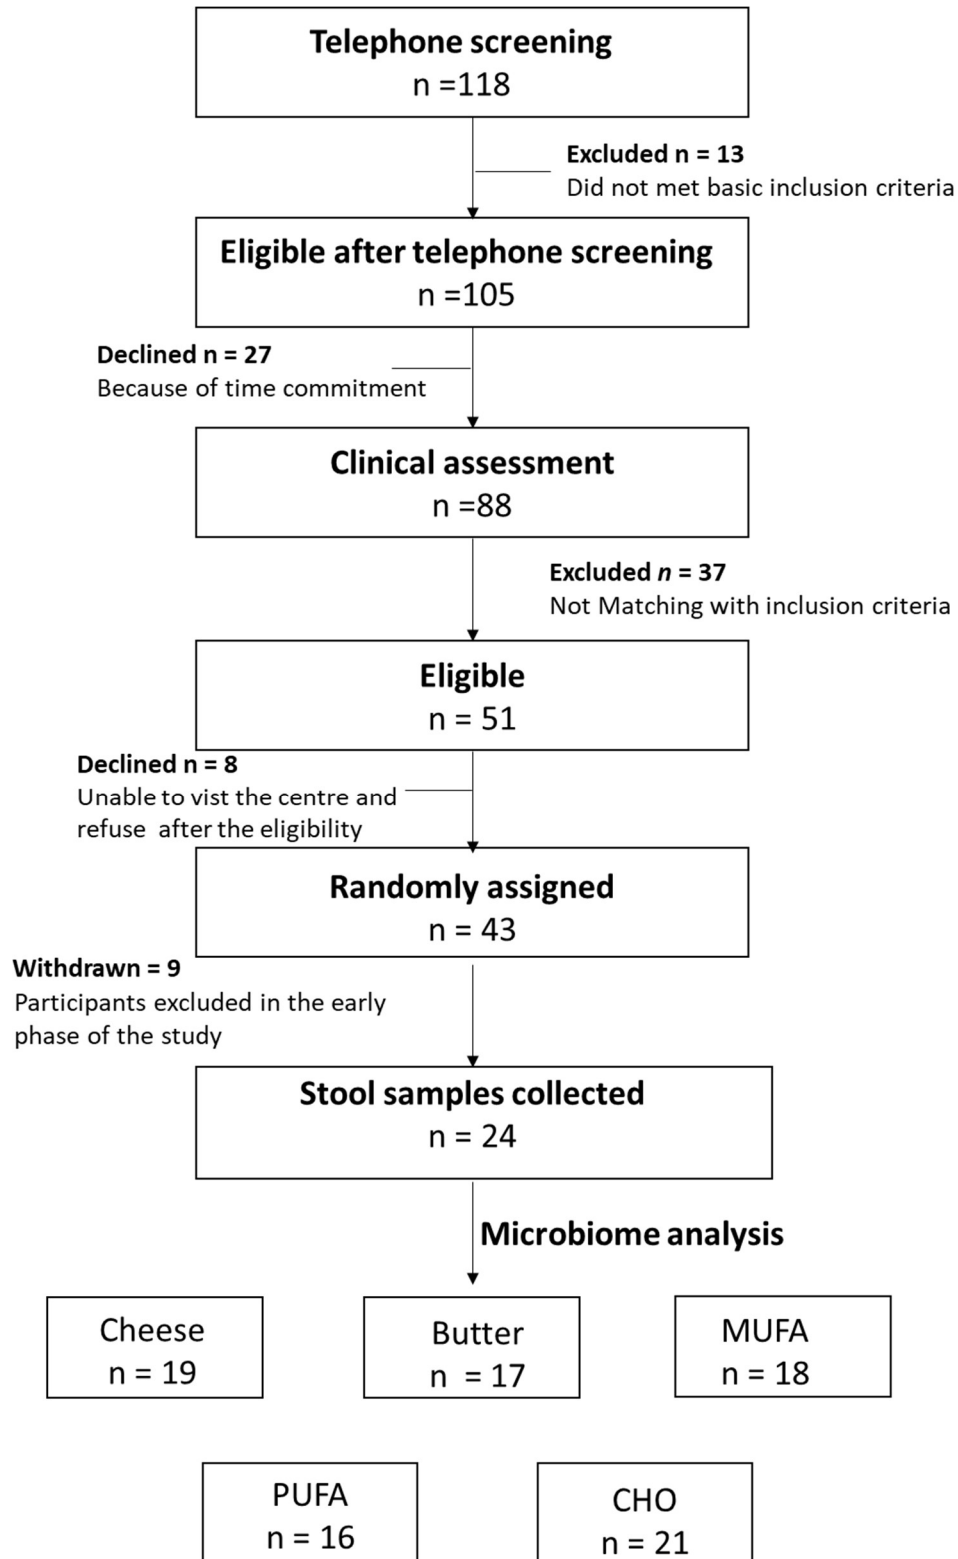 Telephone screening
n =118
Excluded n = 13
Did not met basic inclusion criteria
Eligible after telephone screening
n =105
Declined n = 27
Because of time commitment
Clinical assessment
n =88
Excluded n = 37
Not Matching with inclusion criteria
Eligible
n = 51
Declined n = 8
Unable to vist the centre and
refuse after the eligibility
Randomly assigned
n = 43
Withdrawn = 9
Participants excluded in the early
phase of the study
Stool samples collected
n = 24
Microbiome analysis
Cheese
n = 19
Butter
n = 17
MUFA
n = 18
PUFA
n = 16
CHO
n = 21